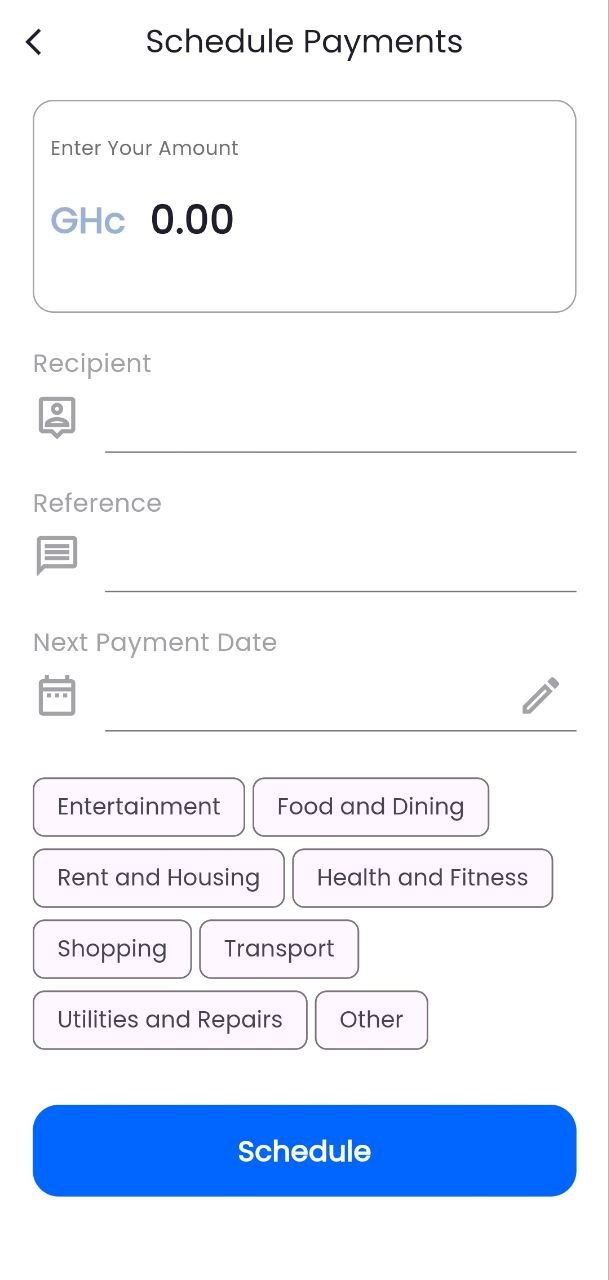 Schedule Payments
Enter Your Amount
GHc 0.00
Recipient
Reference
Next Payment Date
Entertainment Food and Dining
Rent and Housing Health and Fitness
Shopping Transport
Utilities and Repairs Other
Schedule